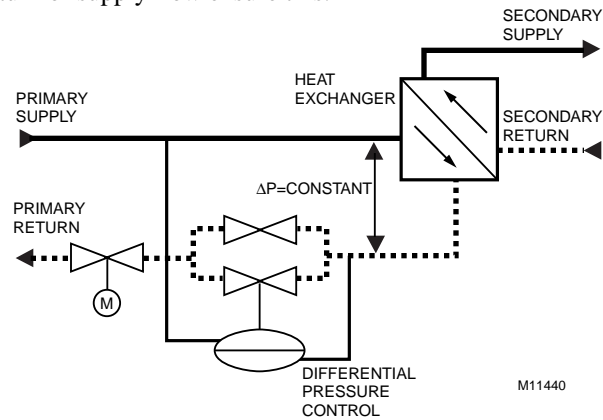 SECONDARY
SUPPLY
HEAT
EXCHANGER
PRIMARY
SUPPLY
SECONDARY
RETURN
ΔP=CONSTANT
PRIMARY
RETURN
M
DIFFERENTIAL
PRESSURE
CONTROL
M11440